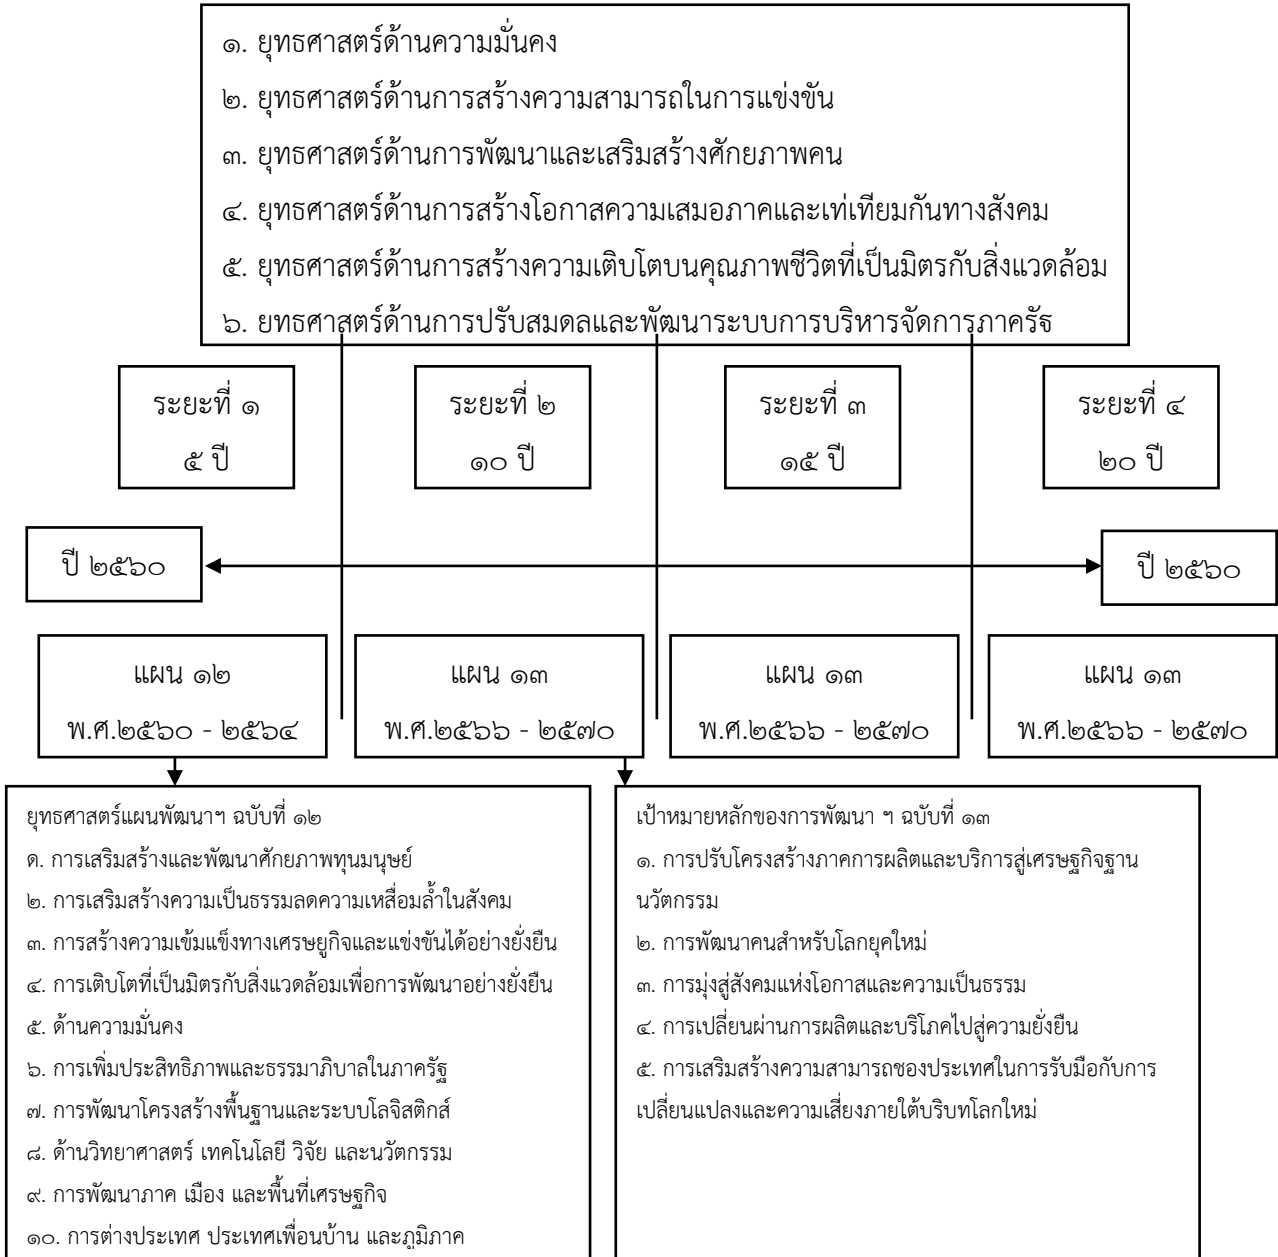 ๑. ยุทธศาสตร์ด้านความมั่นคง
๒. ยุทธศาสตร์ด้านการสร้างความสามารถในการแข่งขัน
๓. ยุทธศาสตร์ด้านการพัฒนาและเสริมสร้างศักยภาพคน
๔. ยุทธศาสตร์ด้านการสร้างโอกาสความเสมอภาคและเท่เทียมกันทางสังคม
๕. ยุทธศาสตร์ด้านการสร้างความเติบโตบนคุณภาพชีวิตที่เป็นมิตรกับสิ่งแวดล้อม
๖. ยทธศาสตร์ด้านการปรับสมดลและพัฒนาระบบการบริหารจัดการภาครัฐ
ระยะที่ ๑
๕ ปี
ระยะที่ ๒
๑๐ ปี
ระยะที่ ๓
๑๕ ปี
ระยะที่ ๔
๒๐ ปี
ปี ๒๕๖๐
ปี ๒๕๖๐
แผน ๑๒
พ.ศ.๒๕๖๐ - ๒๕๖๔
แผน ๑๓
พ.ศ.๒๕๖๖ - ๒๕๗๐
แผน ๑๓
พ.ศ.๒๕๖๖ - ๒๕๗๐
แผน ๑๓
พ.ศ.๒๕๖๖ - ๒๕๗๐
ยุทธศาสตร์แผนพัฒนาฯ ฉบับที่ ๑๒
ด. การเสริมสร้างและพัฒนาศักยภาพทุนมนุษย์
๒. การเสริมสร้างความเป็นธรรมลดความเหลื่อมล้ำในสังคม
๓. การสร้างความเข้มแข็งทางเศรษยูกิจและแข่งขันได้อย่างยั่งยืน
๔. การเติบโตที่เป็นมิตรกับสิ่งแวดล้อมเพื่อการพัฒนาอย่างยั่งยืน
๕. ด้านความมั่นคง
๖. การเพิ่มประสิทธิภาพและธรรมาภิบาลในภาครัฐ
๗. การพัฒนาโครงสร้างพื้นฐานและระบบโลจิสติกส์
๘. ด้านวิทยาศาสตร์ เทคโนโลยี วิจัย และนวัตกรรม
๙. การพัฒนาภาค เมือง และพื้นที่เศรษฐกิจ
๑๐. การต่างประเทศ ประเทศเพื่อนบ้าน และภูมิภาค
เป้าหมายหลักของการพัฒนา ฯ ฉบับที่ ๑๓
๑. การปรับโครงสร้างภาคการผลิตและบริการสู่เศรษฐกิจฐาน
นวัตกรรม
๒. การพัฒนาคนสำหรับโลกยุคใหม่
๓. การมุ่งสู่สังคมแห่งโอกาสและความเป็นธรรม
๔. การเปลี่ยนผ่านการผลิตและบริโภคไปสู่ความยั่งยืน
๕. การเสริมสร้างความสามารถชองประเทศในการรับมือกับการ
เปลี่ยนแปลงและความเสี่ยงภายใต้บริบทโลกใหม่